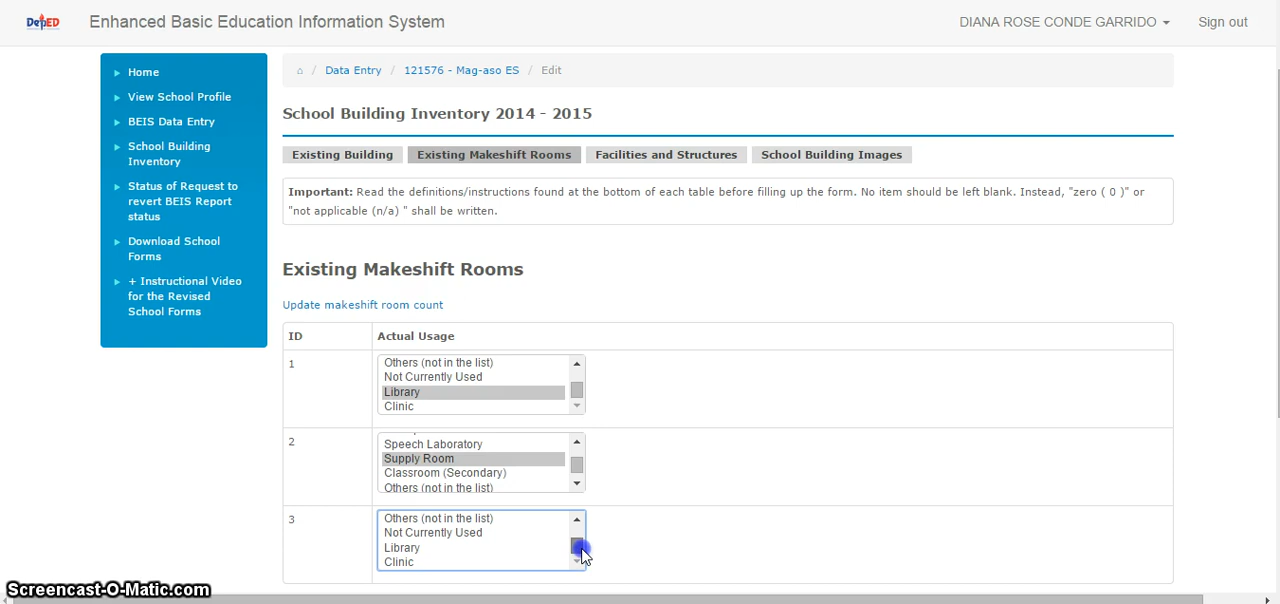 DepED
Enhanced Basic Education Information System
DIANA ROSE CONDE GARRIDO
Sign out
Home
View School Profile
BEIS Data Entry
School Building
Inventory
Status of Request to
revert BEIS Report
status
Download School
Forms
+ Instructional Video
for the Revised
School Forms
/ Data Entry / 121576 - Mag-aso ES / Edit
School Building Inventory 2014 - 2015
Existing Building
Existing Makeshift Rooms
Facilities and Structures
School Building Images
Important: Read the definitions/instructions found at the bottom of each table before filling up the form. No item should be left blank. Instead, "zero ( 0 )" or
"not applicable (n/a) " shall be written.
Existing Makeshift Rooms
Update makeshift room count
ID
Actual Usage
1
Others (not in the list)
Not Currently Used
Library
Clinic
2
Speech Laboratory
Supply Room
Classroom (Secondary)
Others (not in the list)
3
Others (not in the list)
Not Currently Used
Library
Clinic
Screencast-O-Matic.com